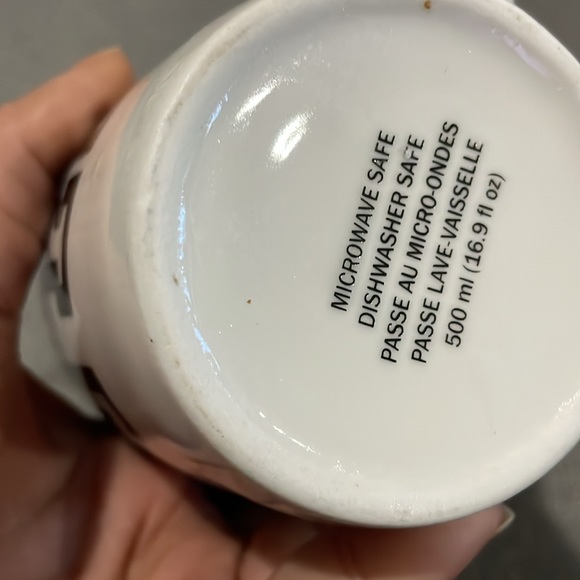 MICROWAVE SAFE
DISHWASHER SAFE
PASSE AU MICRO-ONDES
PASSE LAVE-VAISSELLE
500 ml (16.9 fl oz)